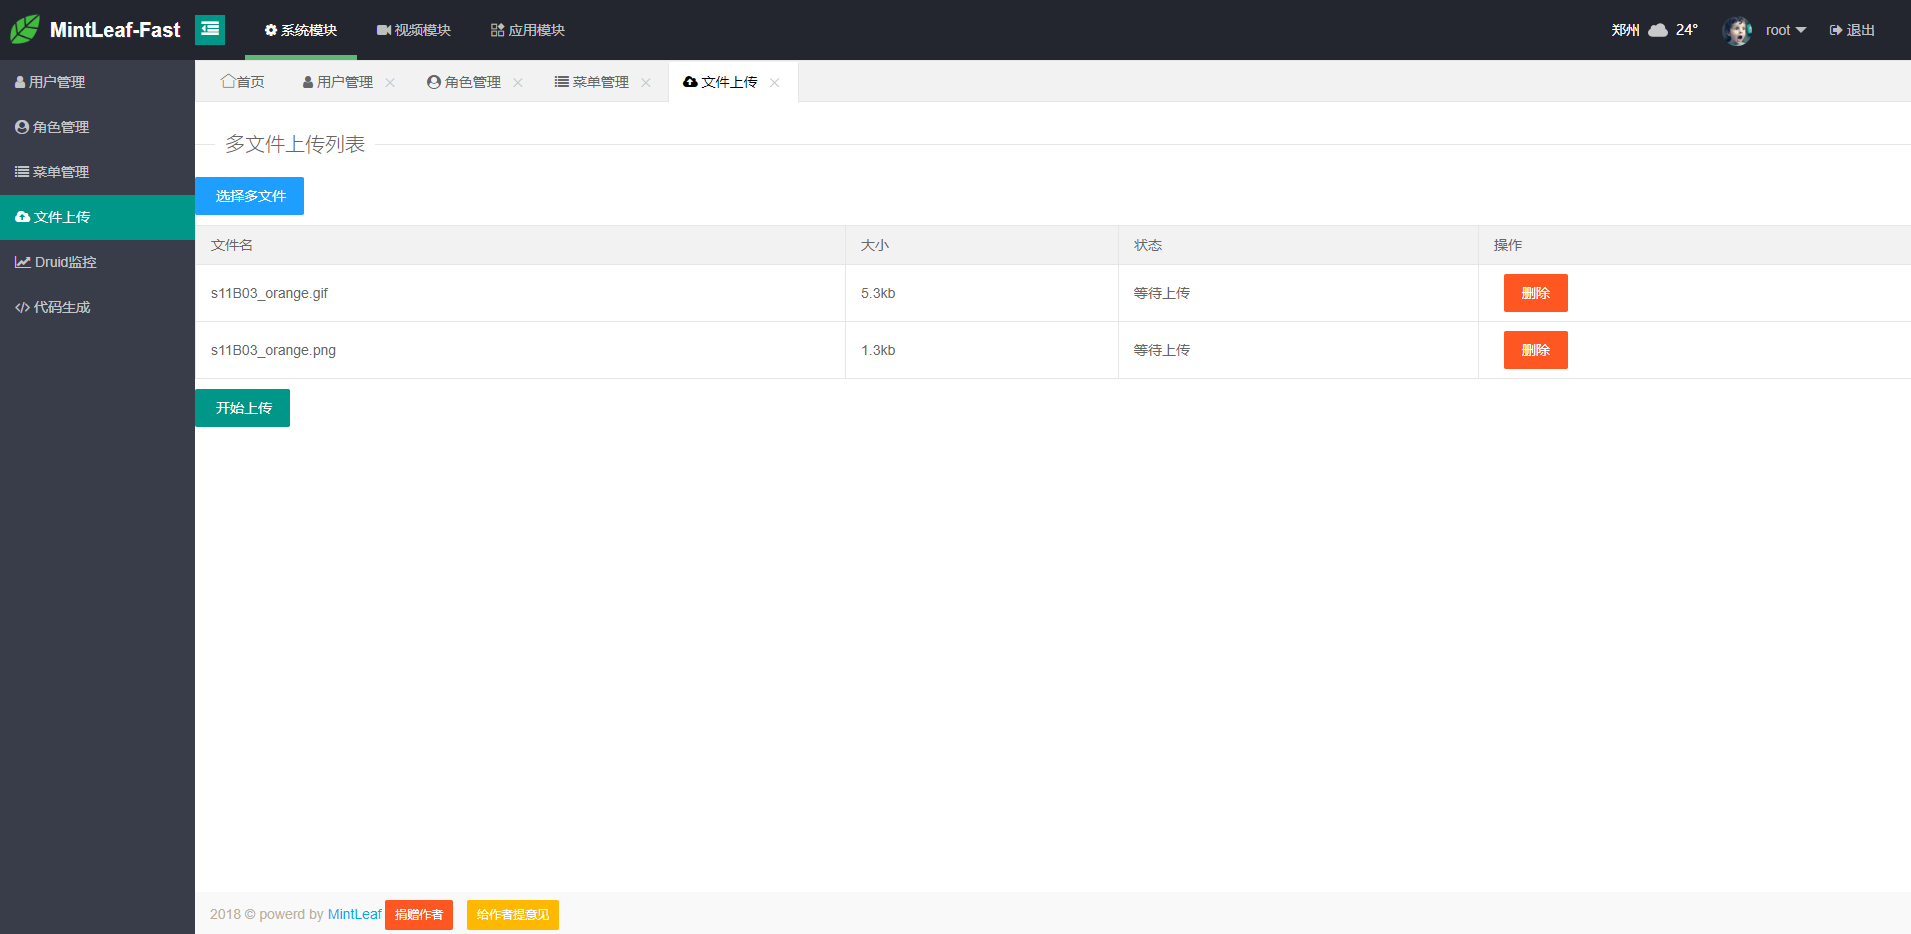 MintLeaf-Fast
系统模块
视频模块
应用模块
郑州 24°
root
退出
用户管理
角色管理
菜单管理
文件上传
Druid监控
代码生成
首页
用户管理
角色管理
菜单管理
文件上传
多文件上传列表
选择多文件
文件名 大小 状态 操作
s11B03_orange.gif 5.3kb 等待上传 删除
s11B03_orange.png 1.3kb 等待上传 删除
开始上传
2018 © powerd by MintLeaf 捐赠作者 给作者提意见